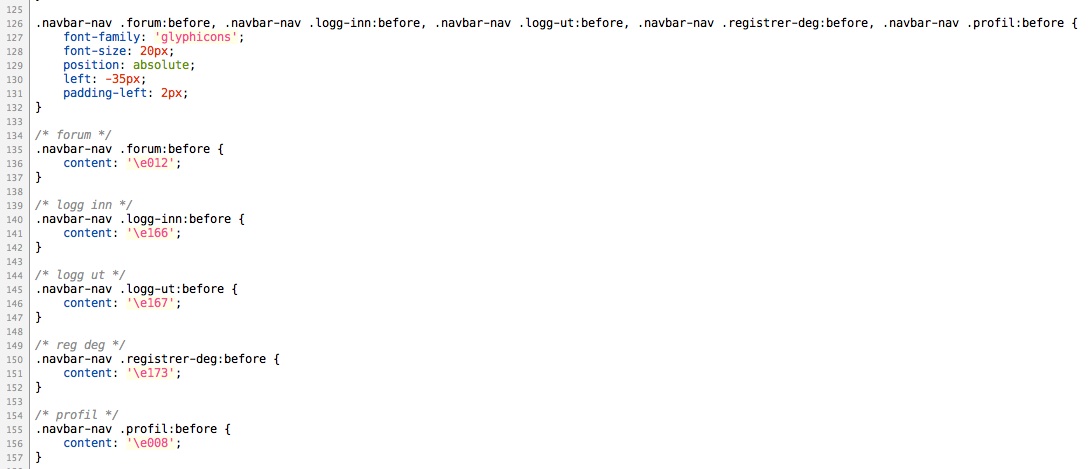 125
126 .navbar-nav .forum:before, .navbar-nav .logg-inn:before, .navbar-nav .logg-ut:before, .navbar-nav .registrer-deg:before, .navbar-nav .profil:before {
127     font-family: 'glyphicons';
128     font-size: 20px;
129     position: absolute;
130     left: -35px;
131     padding-left: 2px;
132 }
133
134 /* forum */
135 .navbar-nav .forum:before {
136     content: '\e012';
137 }
138
139 /* logg inn */
140 .navbar-nav .logg-inn:before {
141     content: '\e166';
142 }
143
144 /* logg ut */
145 .navbar-nav .logg-ut:before {
146     content: '\e167';
147 }
148
149 /* reg deg */
150 .navbar-nav .registrer-deg:before {
151     content: '\e173';
152 }
153
154 /* profil */
155 .navbar-nav .profil:before {
156     content: '\e008';
157 }